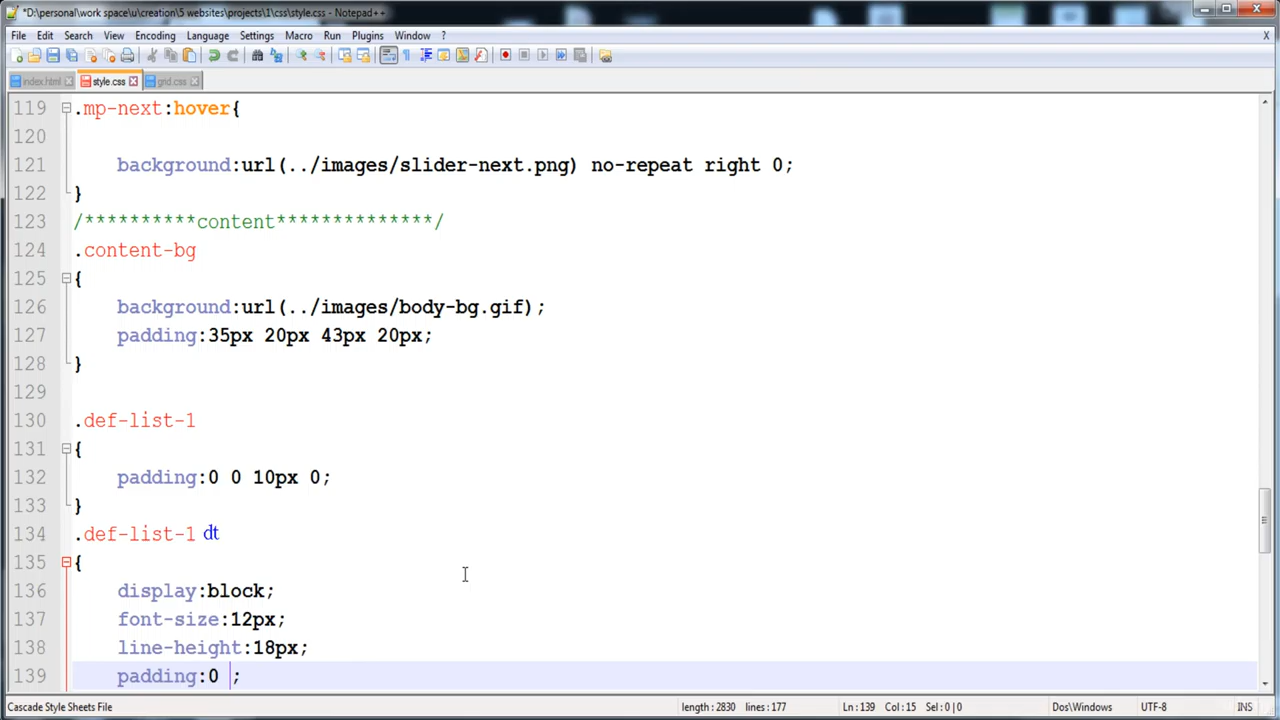 *D:\personal\work space\u\creation\5 websites\projects\1\css\style.css - Notepad++
File Edit Search View Encoding Language Settings Macro Run Plugins Window ? X
index.html style.css grid.css
119 .mp-next:hover{
120
121 background:url(../images/slider-next.png) no-repeat right 0;
122 }
123 /**********content**************/
124 .content-bg
125 {
126 background:url(../images/body-bg.gif);
127 padding:35px 20px 43px 20px;
128 }
129
130 .def-list-1
131 {
132 padding:0 0 10px 0;
133 }
134 .def-list-1 dt
135 {
136 display:block;
137 font-size:12px;
138 line-height:18px;
139 padding:0 ;
Cascade Style Sheets File length : 2830 lines : 177 Ln : 139 Col : 15 Sel : 0 | 0 Dos\Windows UTF-8 INS